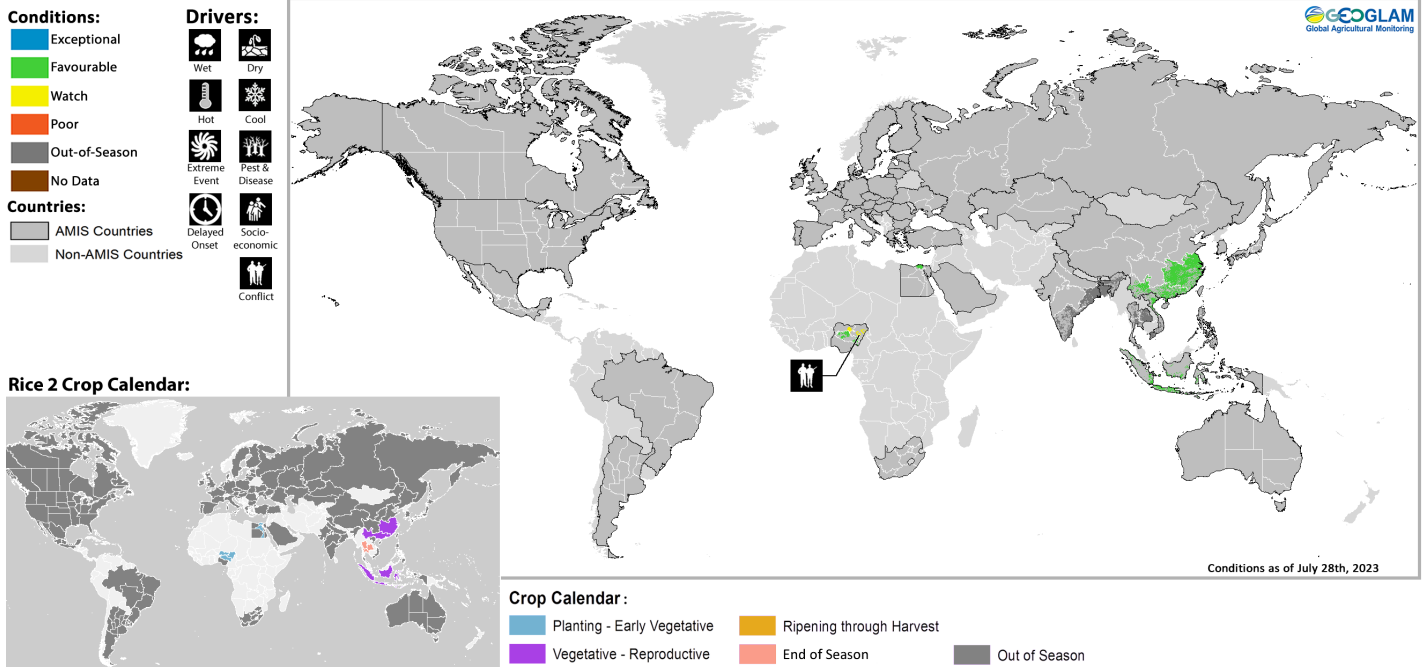 Conditions:
Exceptional
Favourable
Watch
Poor
Out-of-Season
No Data
Countries:
AMIS Countries
Non-AMIS Countries
Drivers:
Wet
Dry
Hot
Cool
Extreme
Event
Pest &
Disease
Delayed
Onset
Socio-
economic
Conflict
GEOGLAM
Global Agricultural Monitoring
Conditions as of July 28th, 2023
Rice 2 Crop Calendar:
Crop Calendar :
Planting - Early Vegetative
Vegetative - Reproductive
Ripening through Harvest
End of Season
Out of Season